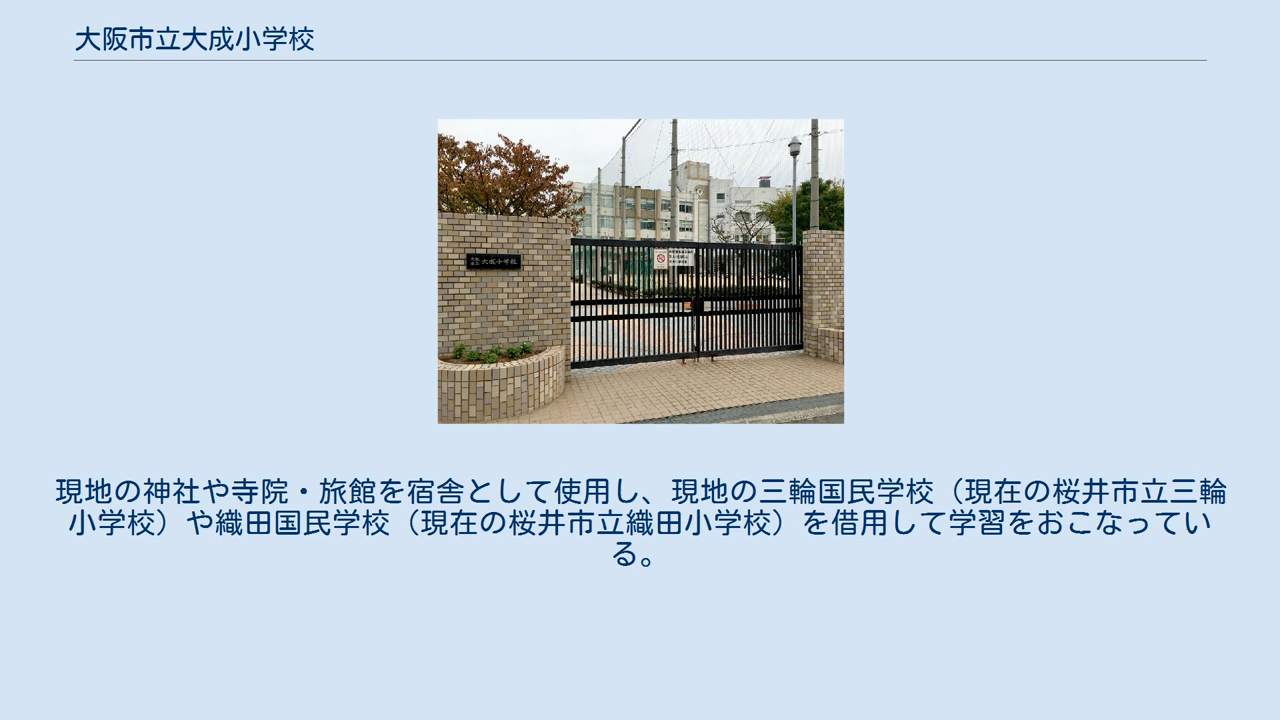 大阪市立大成小学校
大成小学校
現地の神社や寺院・旅館を宿舎として使用し、現地の三輪国民学校（現在の桜井市立三輪
小学校）や織田国民学校（現在の桜井市立織田小学校）を借用して学習をおこなってい
る。